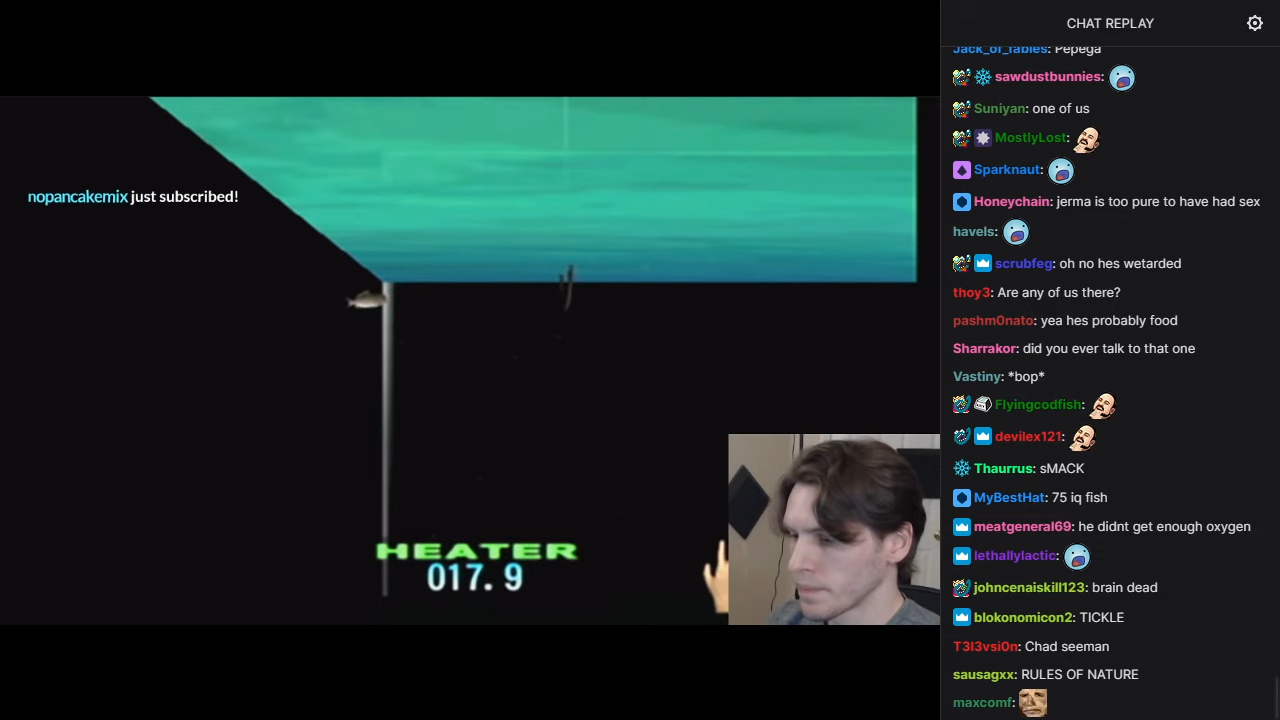 CHAT REPLAY
Jack_of_fables: Pepega
sawdustbunnies:
Suniyan: one of us
MostlyLost:
Sparknaut:
Honeychain: jerma is too pure to have had sex
havels:
scrubfeg: oh no hes wetarded
thoy3: Are any of us there?
pashm0nato: yea hes probably food
Sharrakor: did you ever talk to that one
Vastiny: *bop*
Flyingcodfish:
devilex121:
Thaurrus: sMACK
MyBestHat: 75 iq fish
meatgeneral69: he didnt get enough oxygen
lethallylactic:
johncenaiskill123: brain dead
blokonomicon2: TICKLE
T3l3vsi0n: Chad seeman
sausagxx: RULES OF NATURE
maxcomf:
nopancakemix just subscribed!
HEATER
017. 9